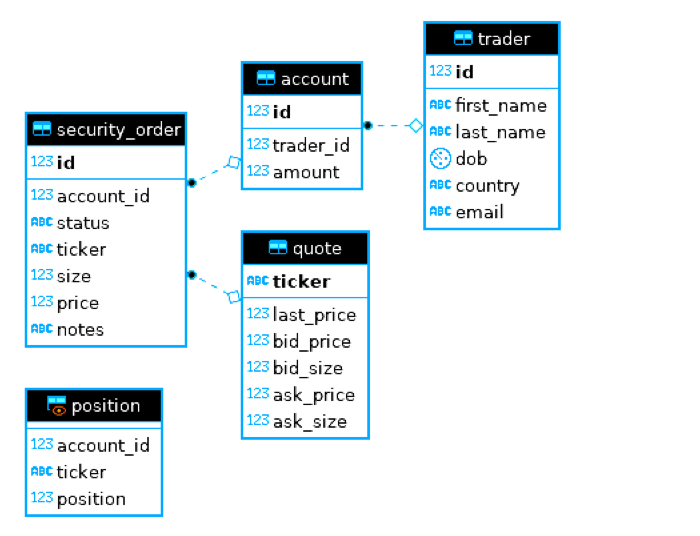 trader
123 id
ABC first_name
ABC last_name
dob
ABC country
ABC email
account
123 id
123 trader_id
123 amount
security_order
123 id
123 account_id
ABC status
ABC ticker
123 size
123 price
ABC notes
quote
ABC ticker
123 last_price
123 bid_price
123 bid_size
123 ask_price
123 ask_size
position
123 account_id
ABC ticker
123 position